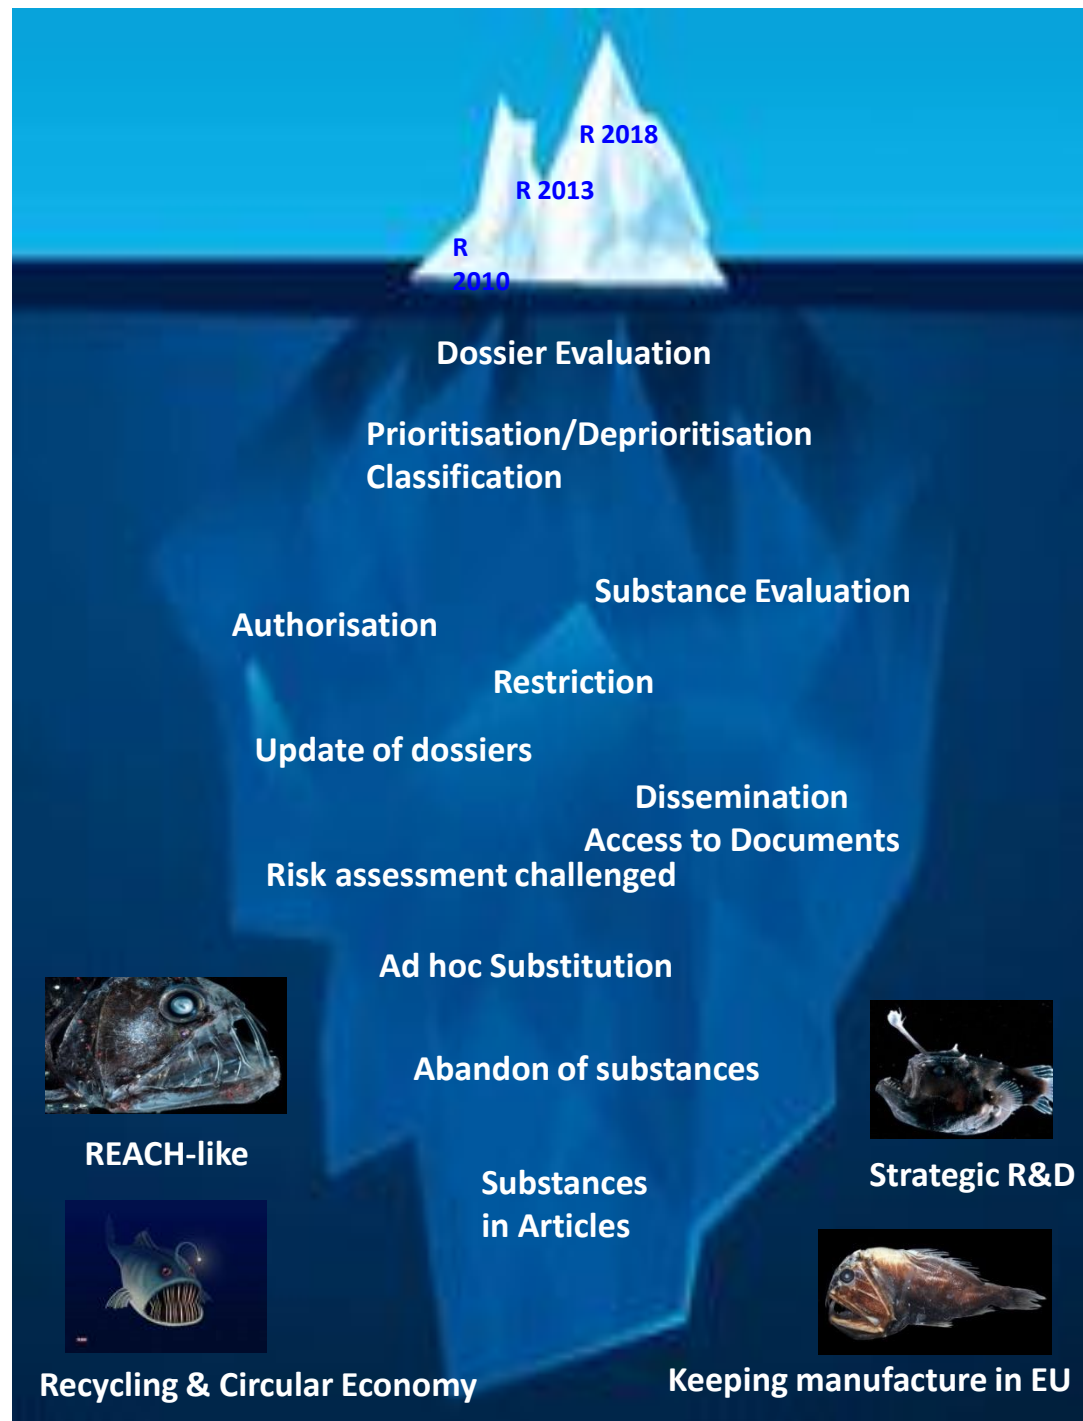 R 2018
R 2013
R
2010
Dossier Evaluation
Prioritisation/Deprioritisation
Classification
Substance Evaluation
Authorisation
Restriction
Update of dossiers
Dissemination
Access to Documents
Risk assessment challenged
Ad hoc Substitution
Abandon of substances
REACH-like
Strategic R&D
Substances
in Articles
Recycling & Circular Economy
Keeping manufacture in EU